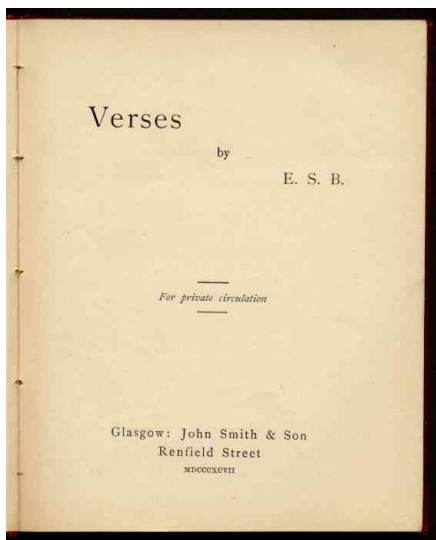 Verses
by
E. S. B.
For private circulation
Glasgow: John Smith & Son
Renfield Street
MDCCCXCVII